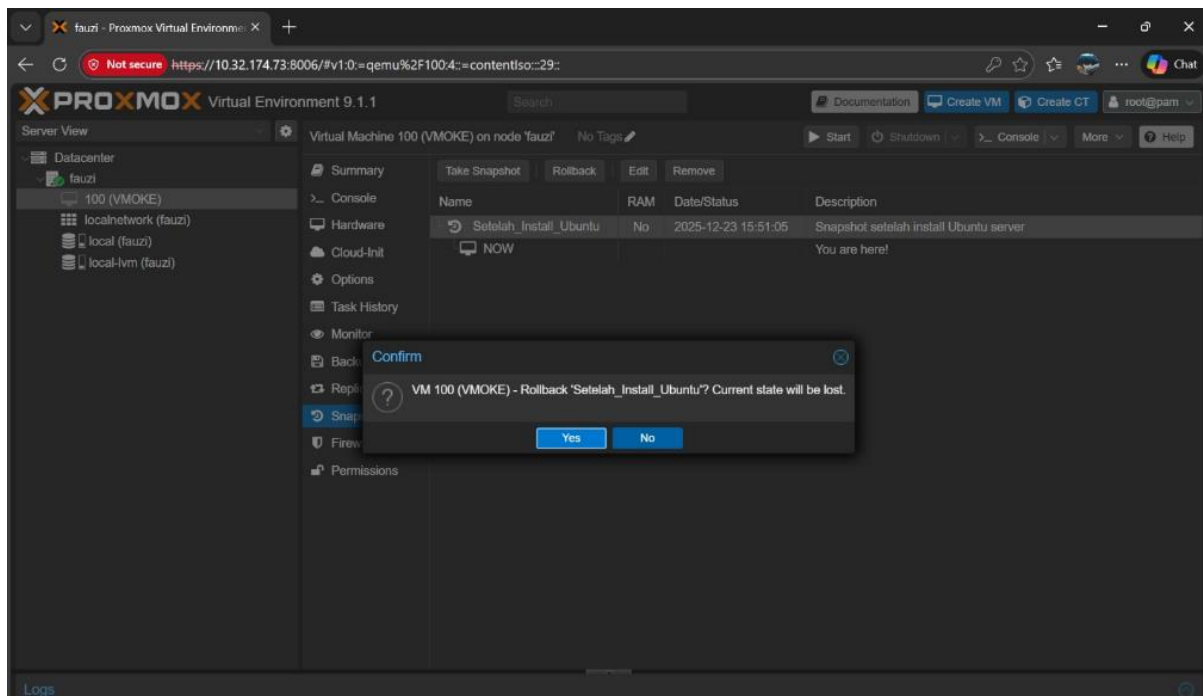 fauzi - Proxmox Virtual Environme
Not secure https://10.32.174.73:8006/#v1:0:=qemu%2F100:4::=contentIso:::29::
Chat
PROXMOX Virtual Environment 9.1.1
Search
Documentation
Create VM
Create CT
root@pam
Server View
Virtual Machine 100 (VMOKE) on node 'fauzi'
No Tags
Start
Shutdown
Console
More
Help
Datacenter
fauzi
100 (VMOKE)
localnetwork (fauzi)
local (fauzi)
local-lvm (fauzi)
Summary
Console
Hardware
Cloud-Init
Options
Task History
Monitor
Backu
Replic
Snap
Firew
Permissions
Take Snapshot
Rollback
Edit
Remove
Name RAM Date/Status Description
Setelah_Install_Ubuntu No 2025-12-23 15:51:05 Snapshot setelah install Ubuntu server
NOW You are here!
Confirm
VM 100 (VMOKE) - Rollback 'Setelah_Install_Ubuntu'? Current state will be lost.
Yes
No
Logs